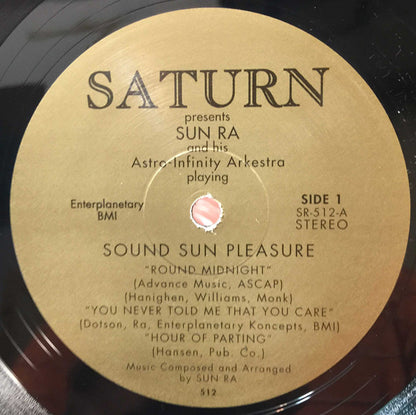 SATURN
presents
SUN RA
and his
Astro-Infinity Arkestra
playing
Enterplanetary
BMI
SIDE 1
SR-512-A
STEREO
SOUND SUN PLEASURE
"ROUND MIDNIGHT"
(Advance Music, ASCAP)
(Hanighen, Williams, Monk)
"YOU NEVER TOLD ME THAT YOU CARE"
(Dotson, Ra, Enterplanetary Koncepts, BMI)
"HOUR OF PARTING"
(Hansen, Pub. Co.)
Music Composed and Arranged
by SUN RA
512